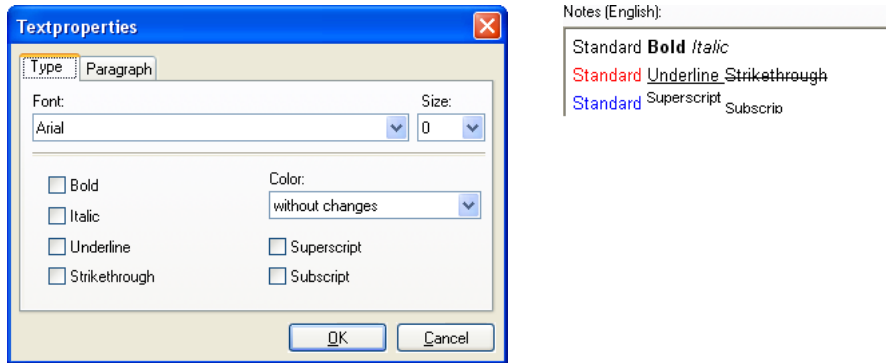 Textproperties
Type Paragraph
Font: Size:
Arial 0
Bold Color:
without changes
Italic
Underline Superscript
Strikethrough Subscript
OK Cancel
Notes (English):
Standard Bold Italic
Standard Underline Strikethrough
Standard Superscript Subscrip